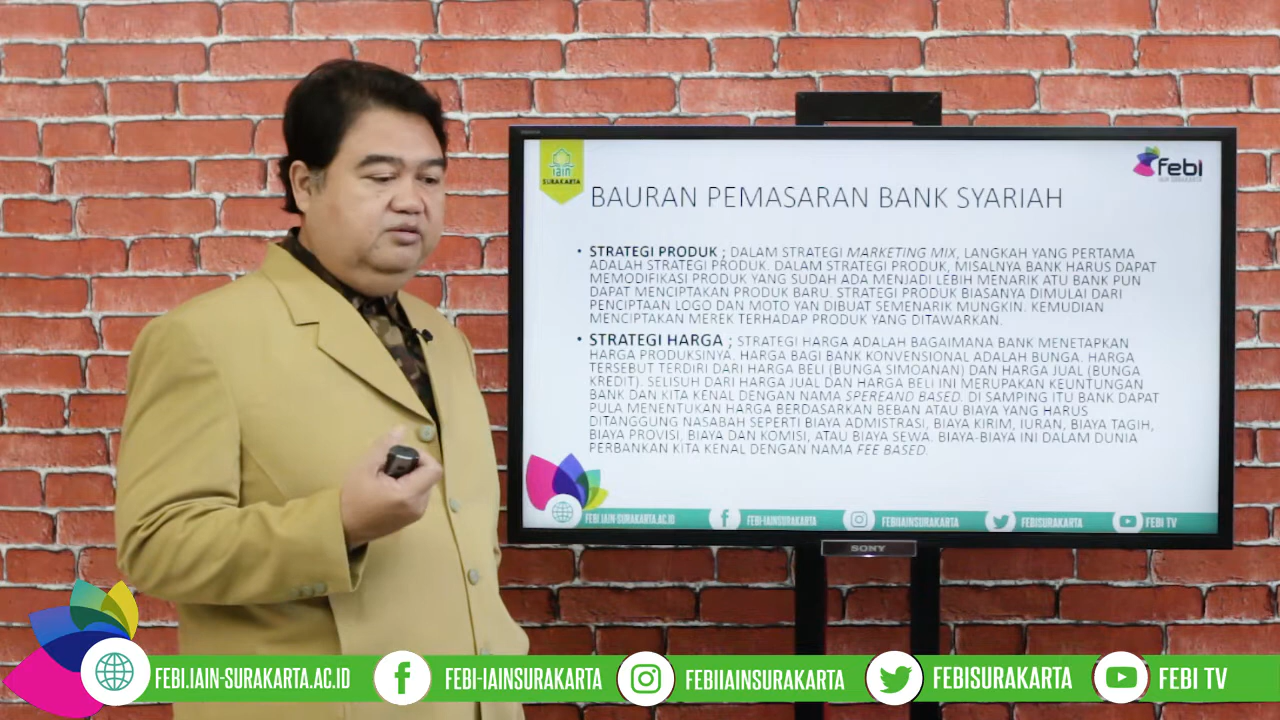 iain
SURAKARTA
febi
IAIN SURAKARTA
BAURAN PEMASARAN BANK SYARIAH
• STRATEGI PRODUK ; DALAM STRATEGI MARKETING MIX, LANGKAH YANG PERTAMA
ADALAH STRATEGI PRODUK. DALAM STRATEGI PRODUK, MISALNYA BANK HARUS DAPAT
MEMODIFIKASI PRODUK YANG SUDAH ADA MENJADI LEBIH MENARIK ATU BANK PUN
DAPAT MENCIPTAKAN PRODUK BARU. STRATEGI PRODUK BIASANYA DIMULAI DARI
PENCIPTAAN LOGO DAN MOTO YAN DIBUAT SEMENARIK MUNGKIN. KEMUDIAN
MENCIPTAKAN MEREK TERHADAP PRODUK YANG DITAWARKAN.
• STRATEGI HARGA ; STRATEGI HARGA ADALAH BAGAIMANA BANK MENETAPKAN
HARGA PRODUKSINYA. HARGA BAGI BANK KONVENSIONAL ADALAH BUNGA. HARGA
TERSEBUT TERDIRI DARI HARGA BELI (BUNGA SIMOANAN) DAN HARGA JUAL (BUNGA
KREDIT). SELISUH DARI HARGA JUAL DAN HARGA BELI INI MERUPAKAN KEUNTUNGAN
BANK DAN KITA KENAL DENGAN NAMA SPEREAND BASED. DI SAMPING ITU BANK DAPAT
PULA MENENTUKAN HARGA BERDASARKAN BEBAN ATAU BIAYA YANG HARUS
DITANGGUNG NASABAH SEPERTI BIAYA ADMISTRASI, BIAYA KIRIM, IURAN, BIAYA TAGIH,
BIAYA PROVISI, BIAYA DAN KOMISI, ATAU BIAYA SEWA. BIAYA-BIAYA INI DALAM DUNIA
PERBANKAN KITA KENAL DENGAN NAMA FEE BASED.
FEBI.IAIN-SURAKARTA.AC.ID FEBI-IAINSURAKARTA FEBIIAINSURAKARTA FEBISURAKARTA FEBI TV
SONY
FEBI.IAIN-SURAKARTA.AC.ID FEBI-IAINSURAKARTA FEBIIAINSURAKARTA FEBISURAKARTA FEBI TV